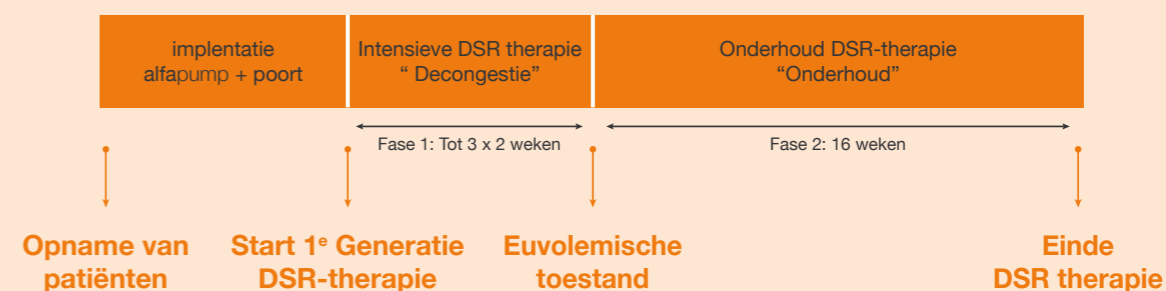 implentatie
alfapump + poort
Intensieve DSR therapie
“ Decongestie”
Onderhoud DSR-therapie
“Onderhoud”
Fase 1: Tot 3 x 2 weken
Fase 2: 16 weken
Opname van
patiënten
Start 1e Generatie
DSR-therapie
Euvolemische
toestand
Einde
DSR therapie